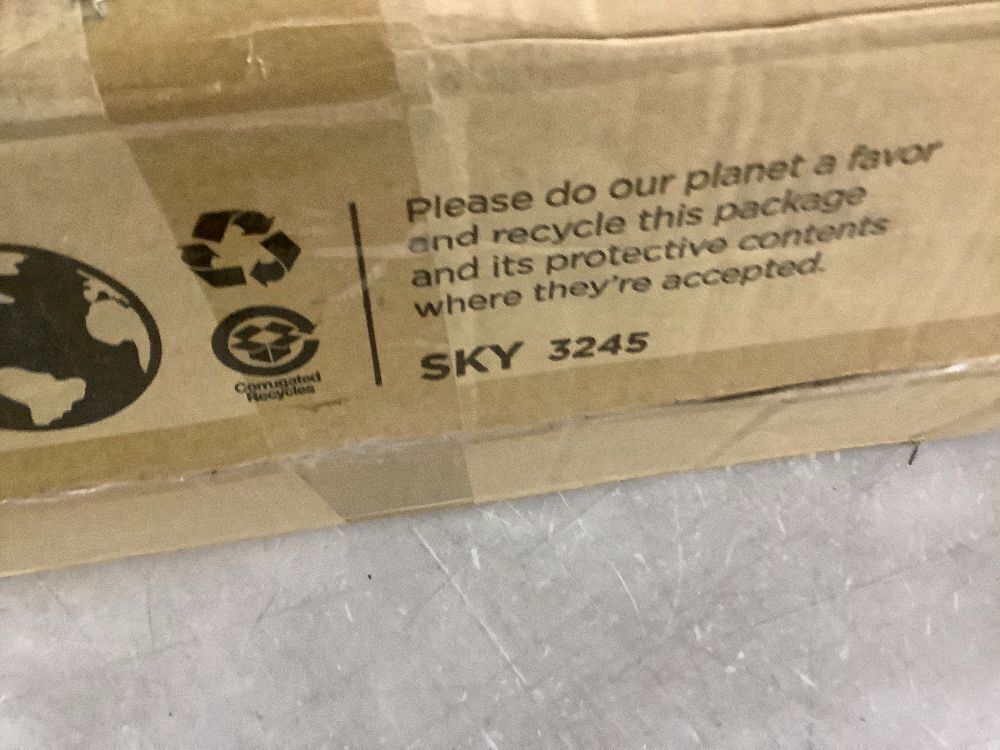 Please do our planet a favor
and recycle this package
and its protective contents
where they're accepted.
SKY 3245
Corrugated
Recycles